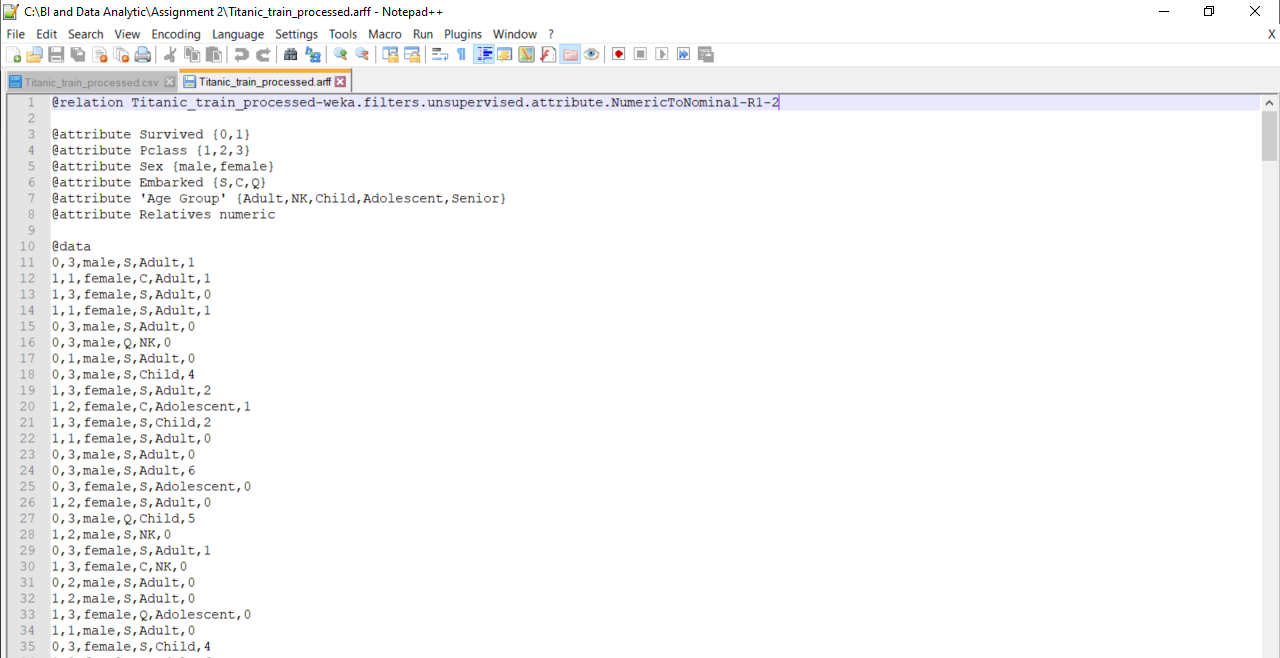 C:\BI and Data Analytic\Assignment 2\Titanic_train_processed.arff - Notepad++
File Edit Search View Encoding Language Settings Tools Macro Run Plugins Window ? X
Titanic_train_processed.csv Titanic_train_processed.arff
1 @relation Titanic_train_processed-weka.filters.unsupervised.attribute.NumericToNominal-R1-2
2
3 @attribute Survived {0,1}
4 @attribute Pclass {1,2,3}
5 @attribute Sex {male,female}
6 @attribute Embarked {S,C,Q}
7 @attribute 'Age Group' {Adult,NK,Child,Adolescent,Senior}
8 @attribute Relatives numeric
9
10 @data
11 0,3,male,S,Adult,1
12 1,1,female,C,Adult,1
13 1,3,female,S,Adult,0
14 1,1,female,S,Adult,1
15 0,3,male,S,Adult,0
16 0,3,male,Q,NK,0
17 0,1,male,S,Adult,0
18 0,3,male,S,Child,4
19 1,3,female,S,Adult,2
20 1,2,female,C,Adolescent,1
21 1,3,female,S,Child,2
22 1,1,female,S,Adult,0
23 0,3,male,S,Adult,0
24 0,3,male,S,Adult,6
25 0,3,female,S,Adolescent,0
26 1,2,female,S,Adult,0
27 0,3,male,Q,Child,5
28 1,2,male,S,NK,0
29 0,3,female,S,Adult,1
30 1,3,female,C,NK,0
31 0,2,male,S,Adult,0
32 1,2,male,S,Adult,0
33 1,3,female,Q,Adolescent,0
34 1,1,male,S,Adult,0
35 0,3,female,S,Child,4